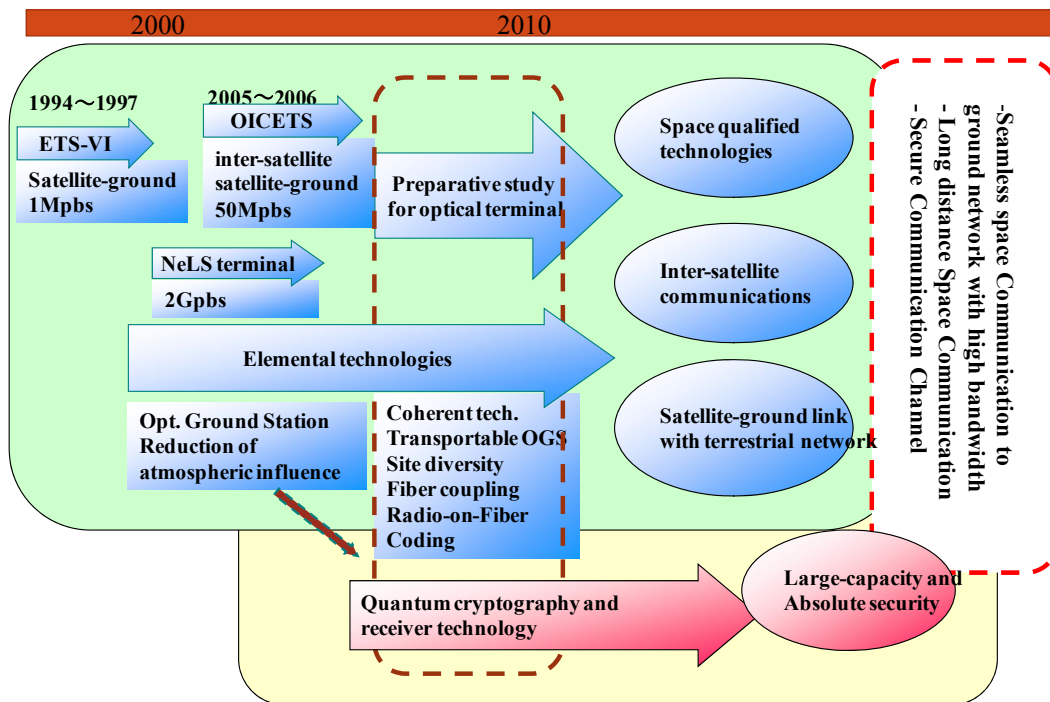 2000
2010
1994～1997
ETS-VI
Satellite-ground
1Mpbs
2005～2006
OICETS
inter-satellite
satellite-ground
50Mpbs
Preparative study
for optical terminal
NeLS terminal
2Gpbs
Elemental technologies
Opt. Ground Station
Reduction of
atmospheric influence
Coherent tech.
Transportable OGS
Site diversity
Fiber coupling
Radio-on-Fiber
Coding
Space qualified
technologies
Inter-satellite
communications
Satellite-ground link
with terrestrial network
-Seamless space Communication to
ground network with high bandwidth
- Long distance Space Communication
- Secure Communication Channel
Quantum cryptography and
receiver technology
Large-capacity and
Absolute security